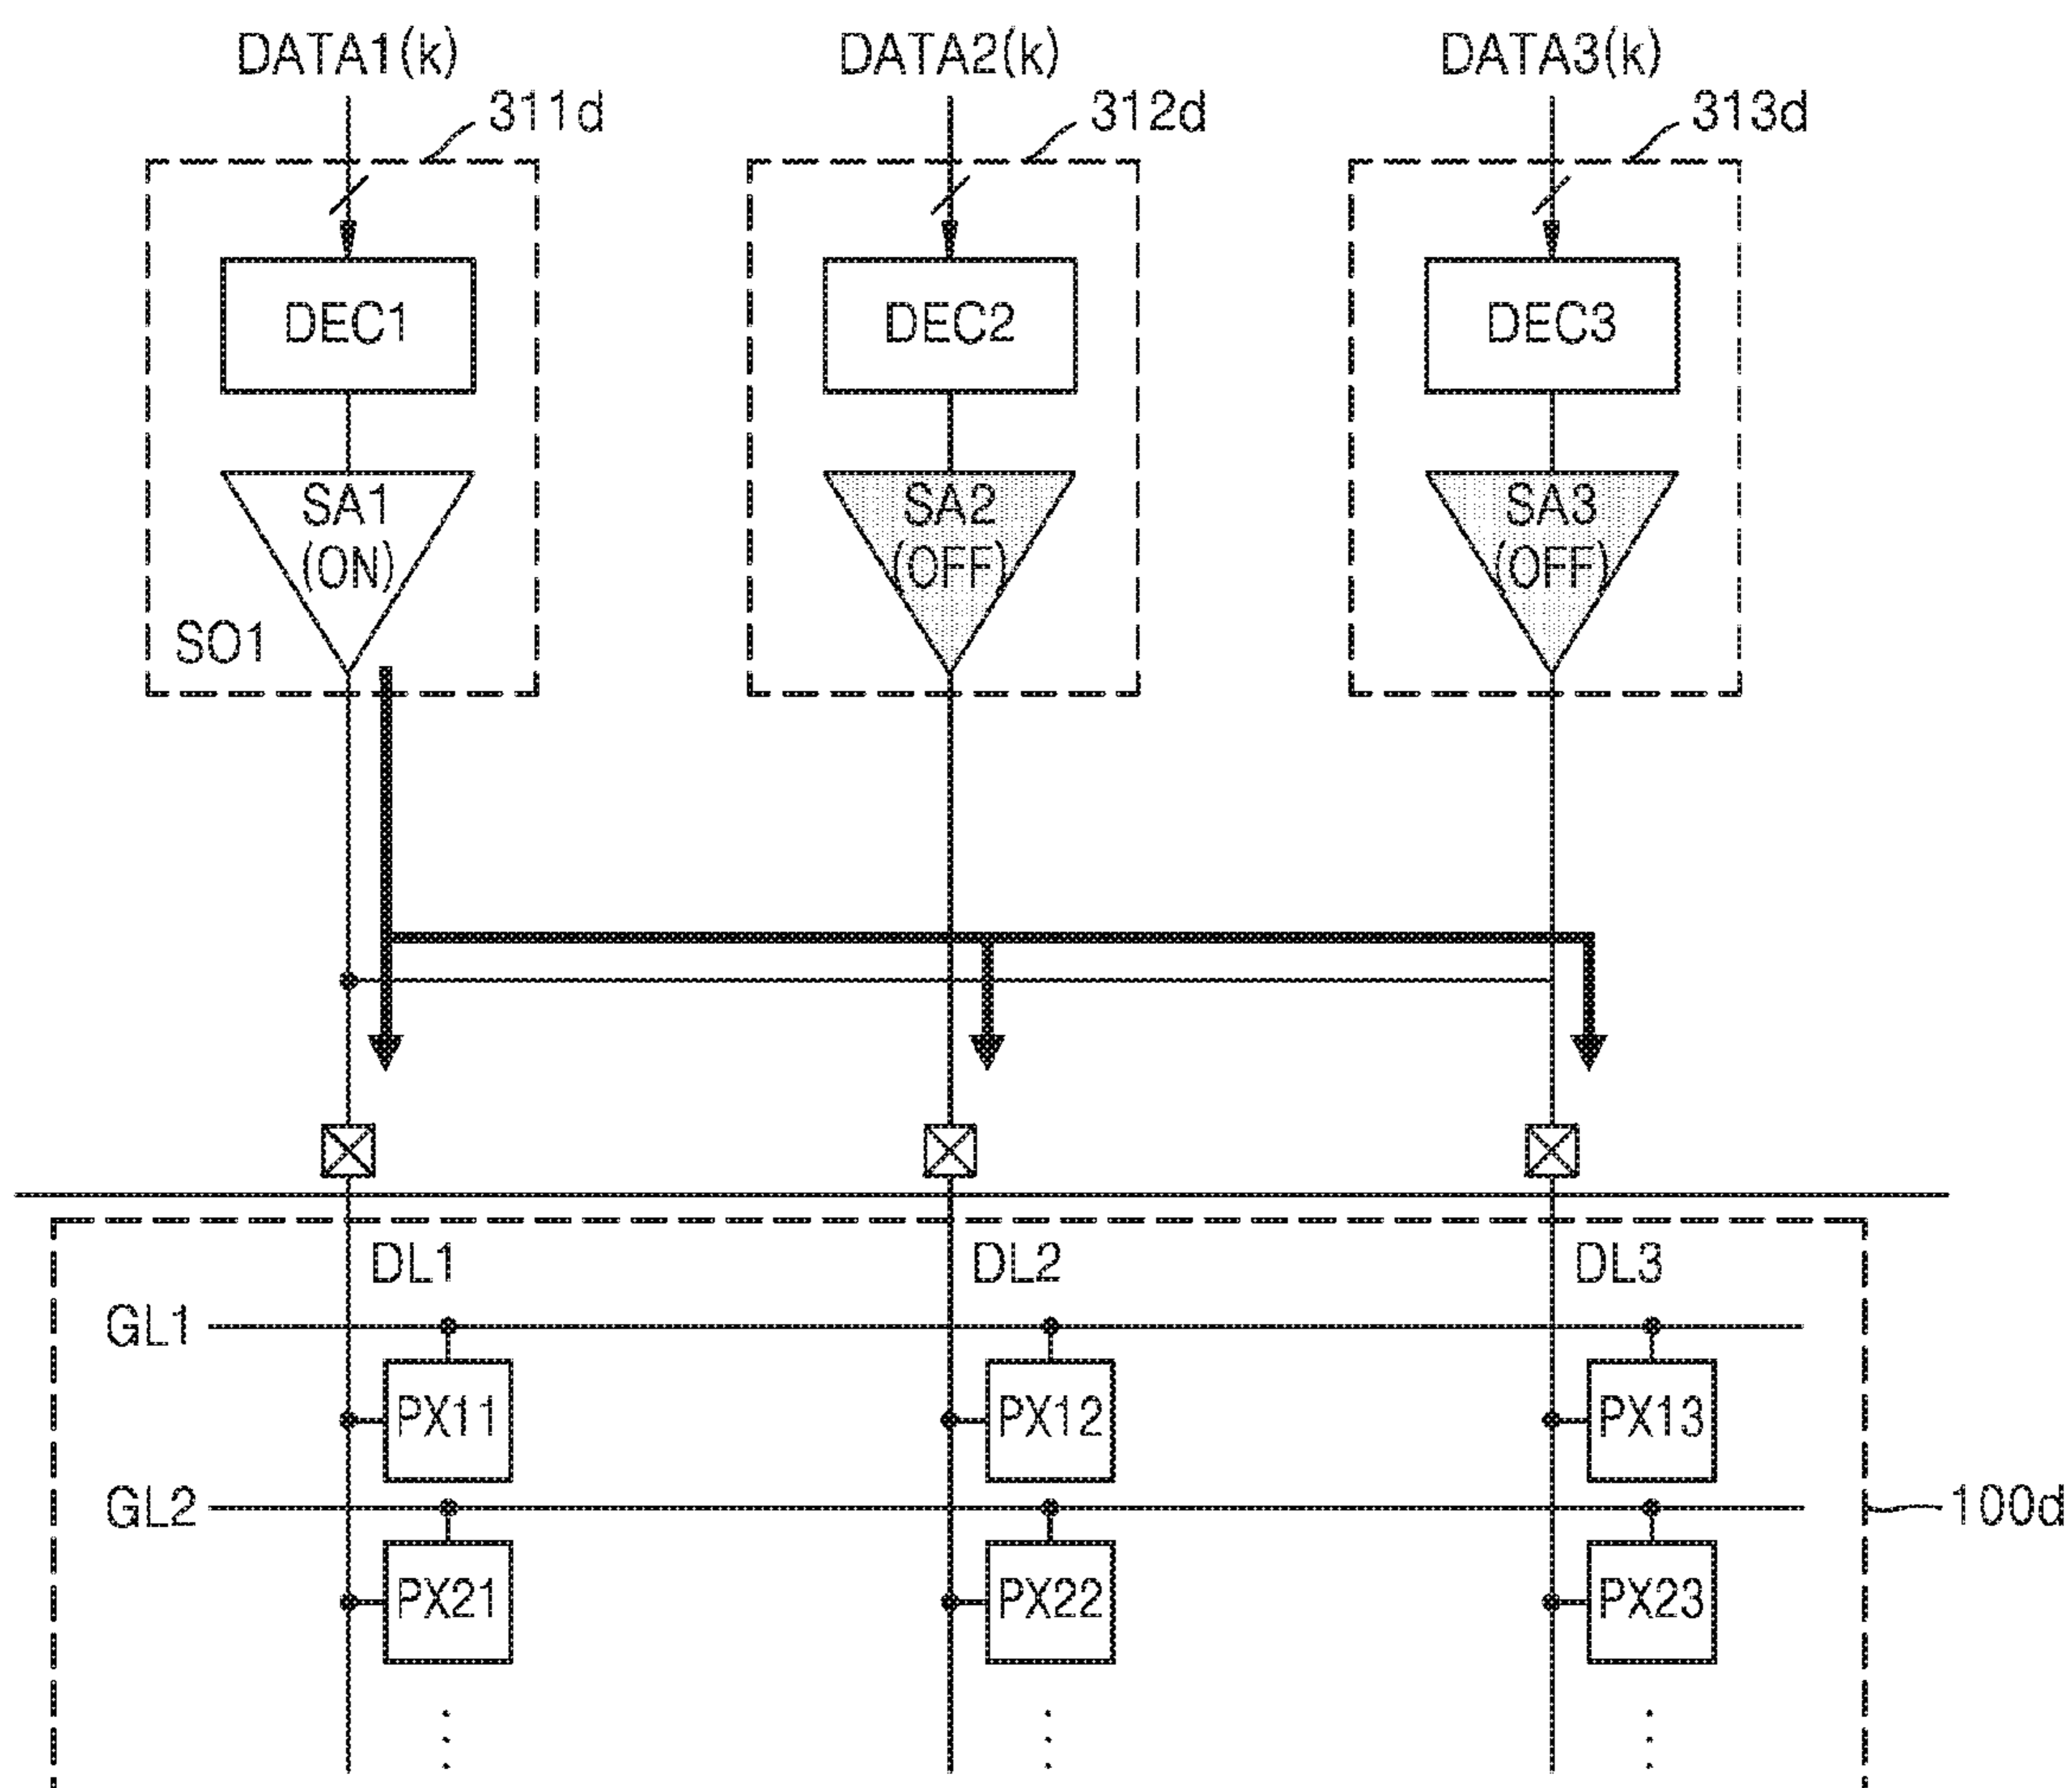 DATA1(k) DATA2(k) DATA3(k)
311d 312d 313d
DEC1 DEC2 DEC3
SA1 SA2 SA3
(ON) (OFF) (OFF)
SO1
DL1 DL2 DL3
GL1
PX11 PX12 PX13
GL2 100d
PX21 PX22 PX23